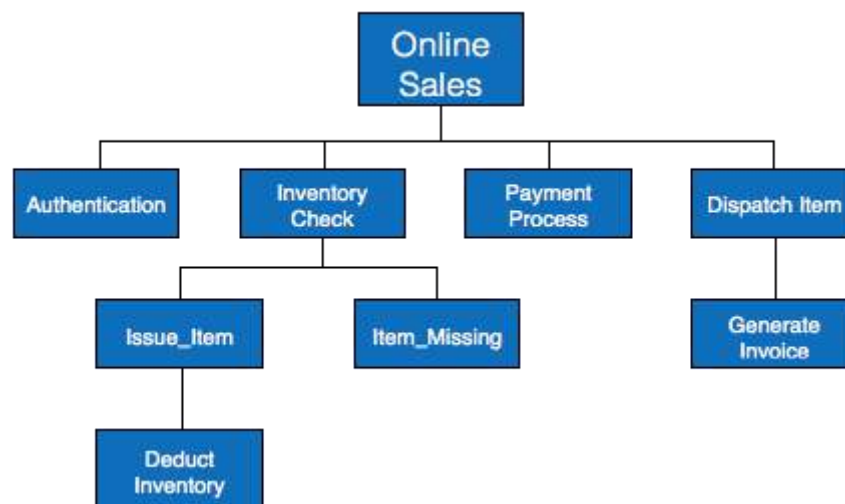 Online
Sales
Authentication
Inventory
Check
Payment
Process
Dispatch Item
Issue_Item
Item_Missing
Generate
Invoice
Deduct
Inventory